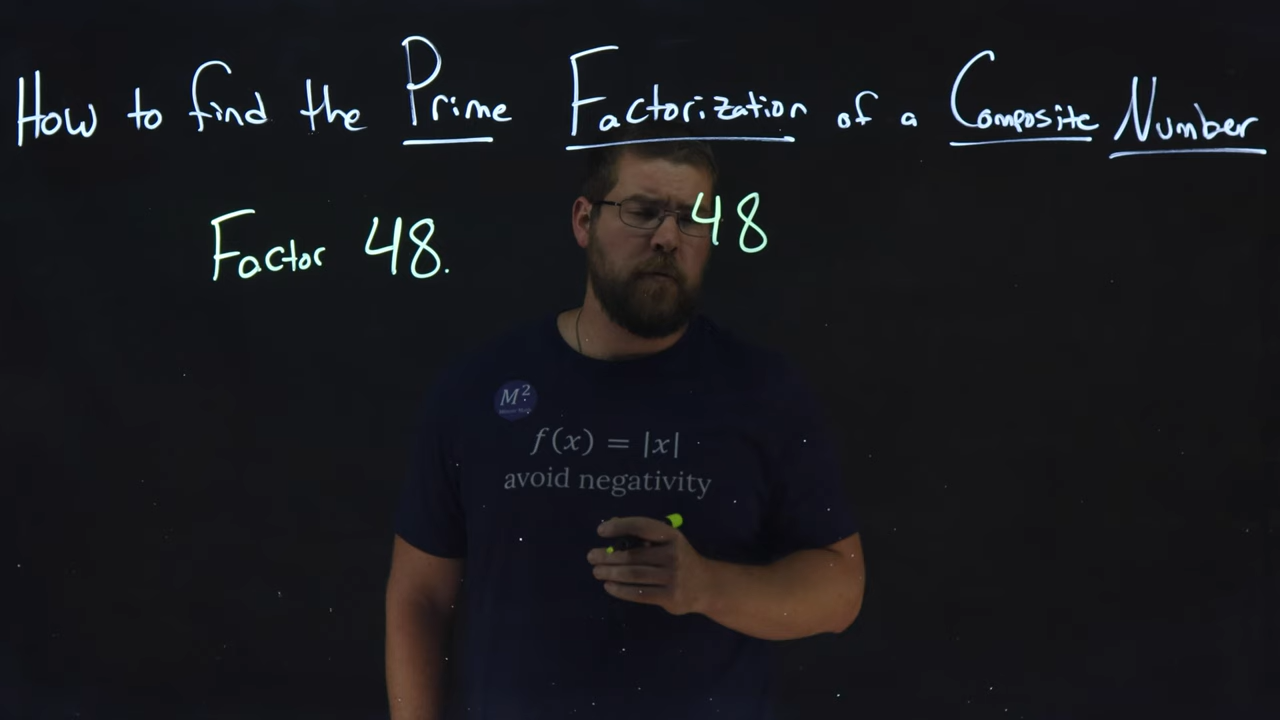 How to find the Prime Factorization of a Composite Number
Factor 48.
48
M²
f(x) = |x|
avoid negativity